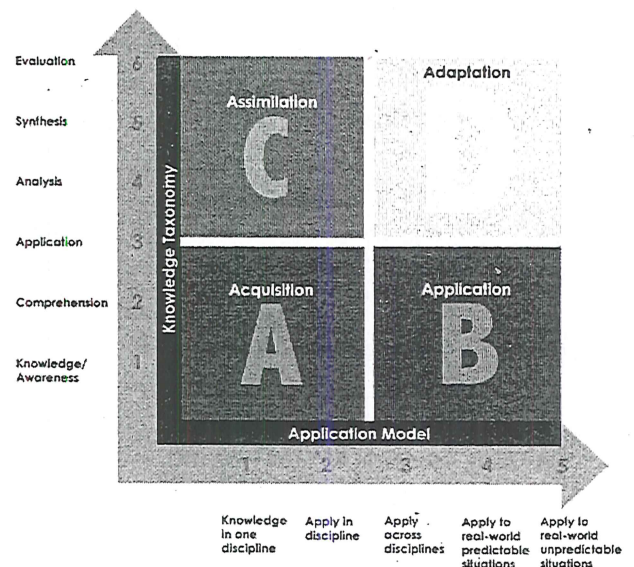 Evaluation
6
Adaptation
Assimilation
Synthesis
5
C
D
Analysis
4
Knowledge Taxonomy
Application
3
Acquisition
Application
Comprehension
2
A
B
Knowledge/
Awareness
1
Application Model
1 2 3 4 5
Knowledge
in one
discipline
Apply in
discipline
Apply
across
disciplines
Apply to
real-world
predictable
situations
Apply to
real-world
unpredictable
situations